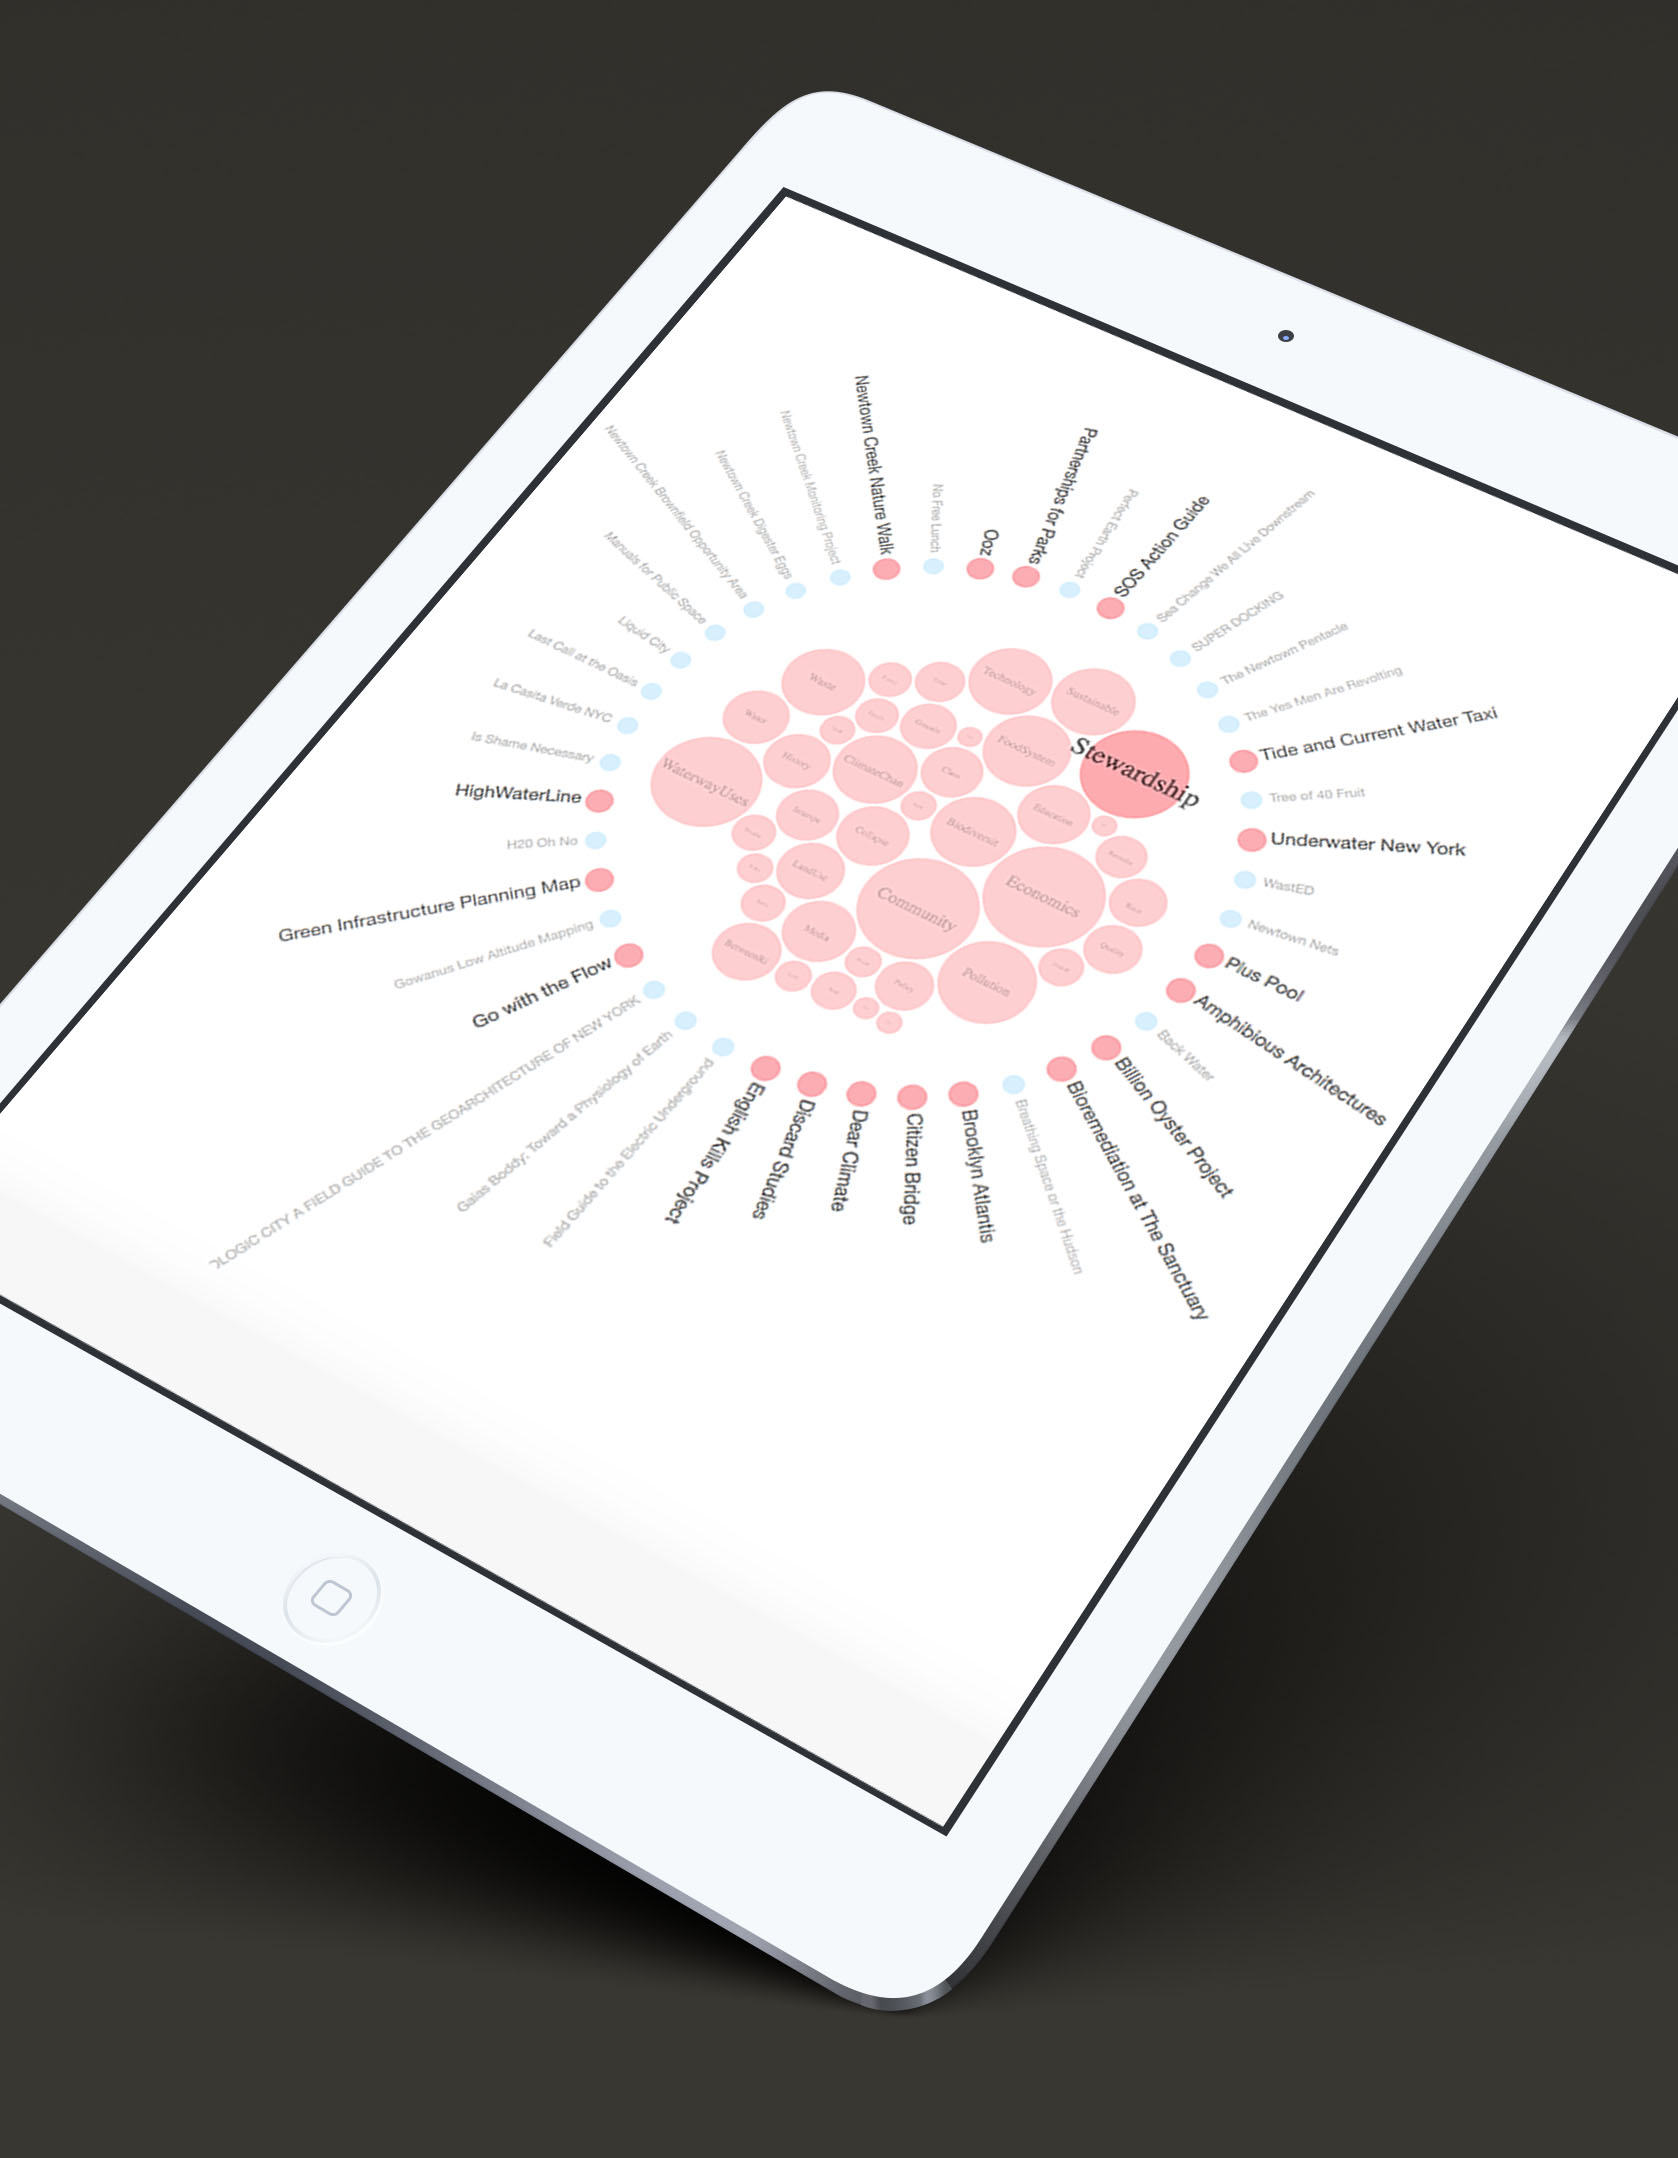 Newtown Creek Nature Walk
No Free Lunch
Ooz
Partnerships for Parks
Perfect Earth Project
SOS Action Guide
Sea Change We All Live Downstream
SUPER DOCKING
The Newtown Pentacle
The Yes Men Are Revolting
Tide and Current Water Taxi
Tree of 40 Fruit
Underwater New York
WastED
Newtown Nets
Plus Pool
Amphibious Architectures
Back Water
Billion Oyster Project
Bioremediation at The Sanctuary
Breathing Space or the Hudson
Brooklyn Atlantis
Citizen Bridge
Dear Climate
Discard Studies
English Kills Project
Field Guide to the Electric Underground
Gaias Boddy: Toward a Physiology of Earth
OLOGIC CITY A FIELD GUIDE TO THE GEOARCHITECTURE OF NEW YORK
Go with the Flow
Gowanus Low Altitude Mapping
Green Infrastructure Planning Map
H20 Oh No
HighWaterLine
Is Shame Necessary
La Casita Verde NYC
Last Call at the Oasis
Liquid City
Manuals for Public Space
Newtown Creek Brownfield Opportunity Area
Newtown Creek Digester Eggs
Newtown Creek Monitoring Project
Waste
Technology
Sustainable
Water
History
ClimateChan
FoodSystem
Stewardship
WaterwayUses
Class
Collapse
Biodiversit
Education
LandUse
Community
Economics
Media
Pollution
Policy